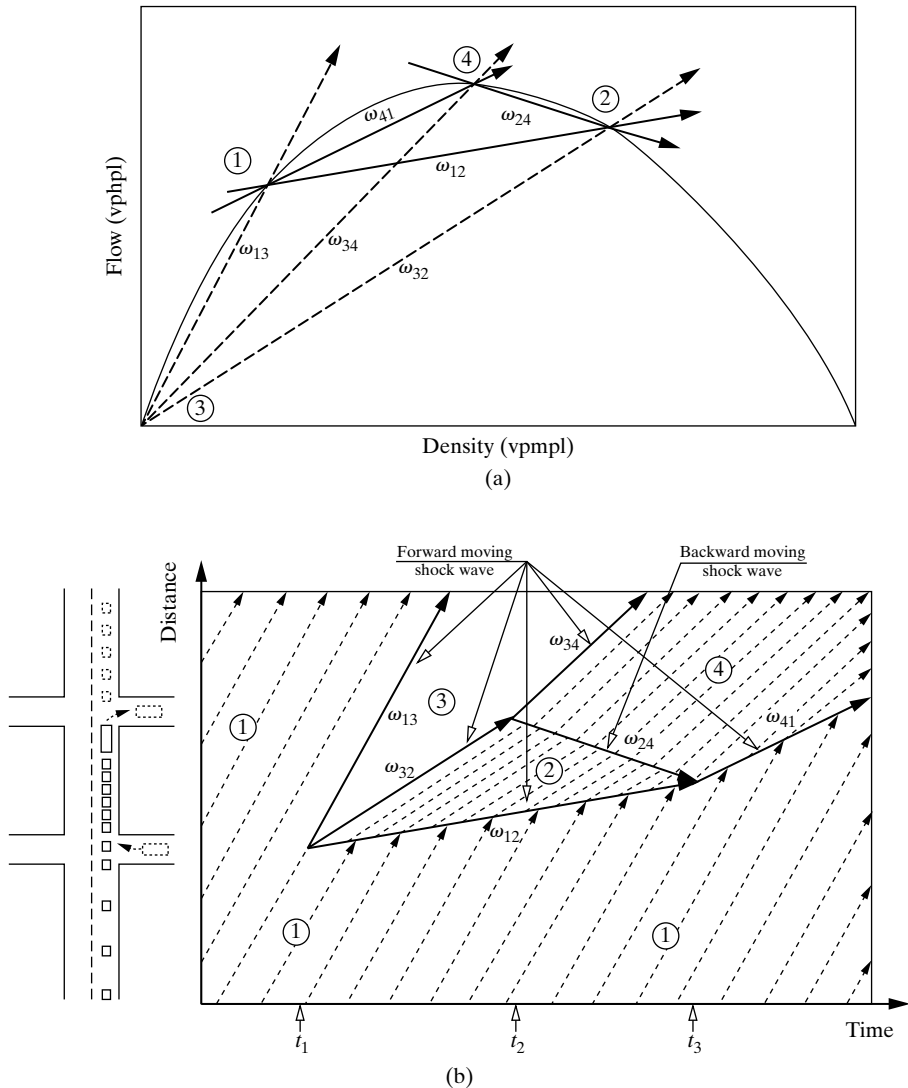 ④
②
ω41
ω24
①
ω12
ω13
ω34
ω32
③
Flow (vphpl)
Density (vpmpl)
(a)
Forward moving
shock wave
Backward moving
shock wave
Distance
ω34
④
①
③
ω13
ω41
ω24
ω32
②
ω12
①
①
t1
t2
t3
Time
(b)